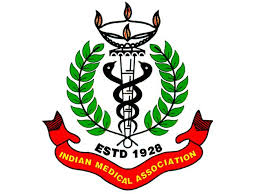 ESTD 1928
INDIAN MEDICAL ASSOCIATION